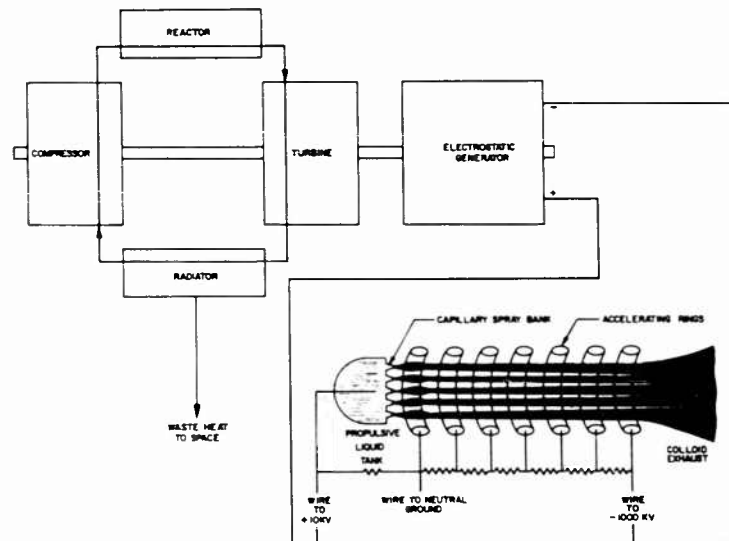 REACTOR
COMPRESSOR
TURBINE
ELECTROSTATIC
GENERATOR
-
+
RADIATOR
WASTE HEAT
TO SPACE
CAPILLARY SPRAY BANK
ACCELERATING RINGS
PROPULSIVE
LIQUID
TANK
COLLOID
EXHAUST
WIRE
TO
+10KV
WIRE TO NEUTRAL
GROUND
WIRE
TO
-1000 KV